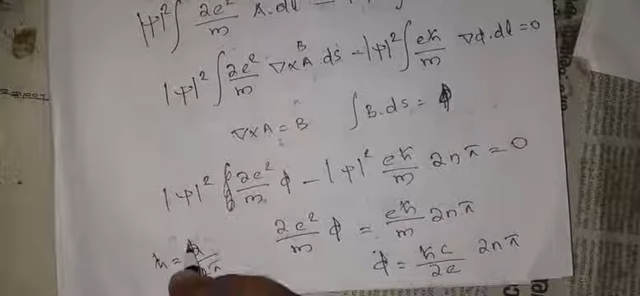 |ψ|² ∫ 2e²/m A.dl
|ψ|² ∫ 2e²/m ∇×A . ds − |ψ|² ∫ eħ/m ∇φ.dl = 0
B
∇×A = B   ∫ B.ds = ϕ
|ψ|² 2e²/m ϕ − |ψ|² eħ/m 2nπ = 0
2e²/m ϕ = eħ/m 2nπ
ϕ = ħc/2e 2nπ